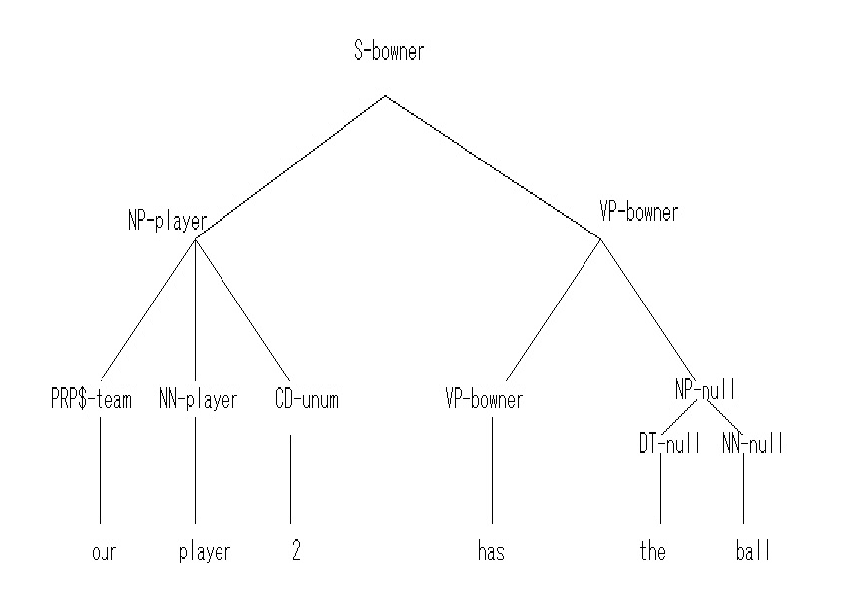 S-bowner
NP-player VP-bowner
PRP$-team NN-player CD-unum VP-bowner NP-null
DT-null NN-null
our player 2 has the ball